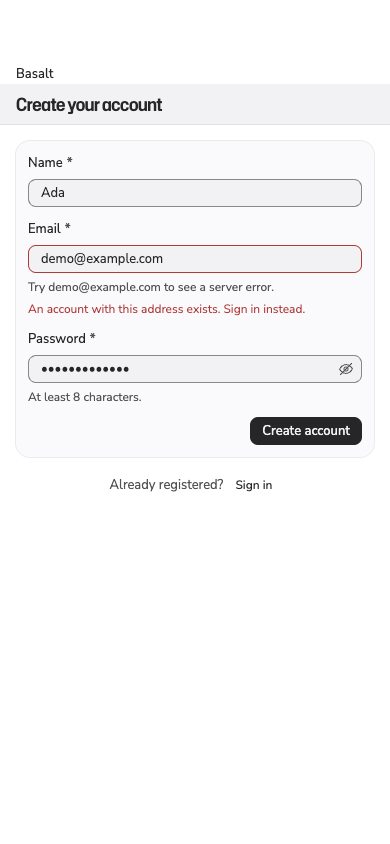 Basalt
Create your account
Name *
Ada
Email *
demo@example.com
Try demo@example.com to see a server error.
An account with this address exists. Sign in instead.
Password *
•••••••••••••
At least 8 characters.
Create account
Already registered? Sign in